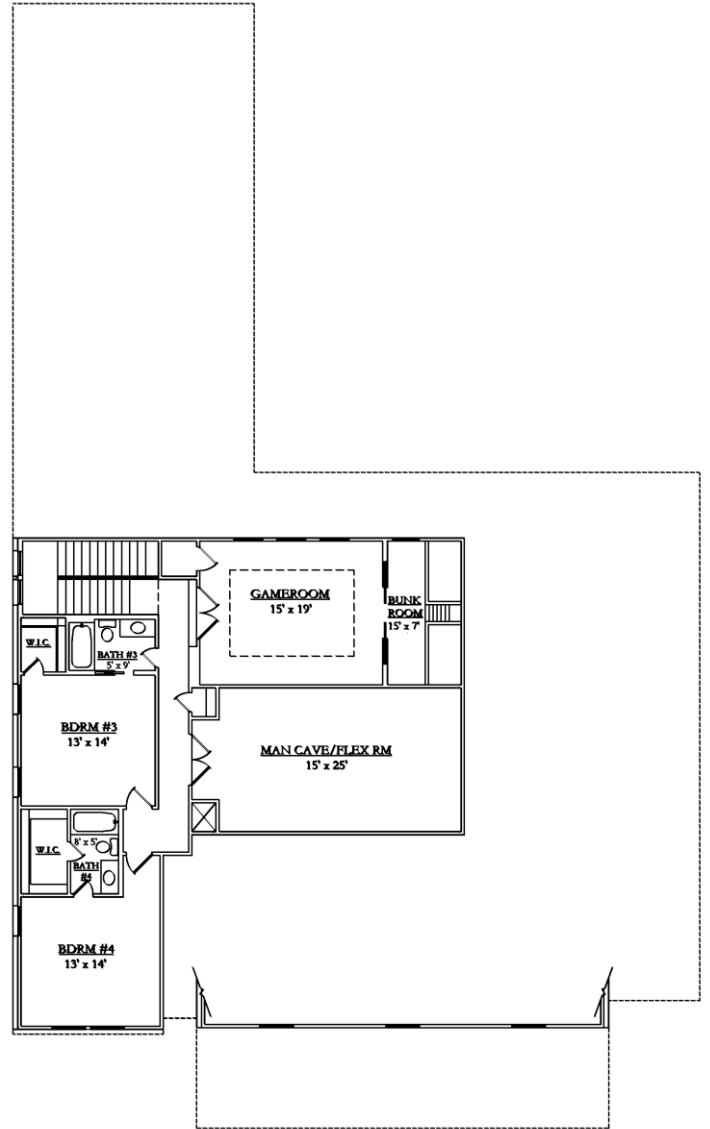 GAMEROOM
15' x 19'
BUNK
ROOM
15' x 7'
W.I.C.
BATH #3
5' x 9'
BDRM #3
13' x 14'
MAN CAVE/FLEX RM
15' x 25'
W.I.C.
8' x 5'
BATH
#4
BDRM #4
13' x 14'